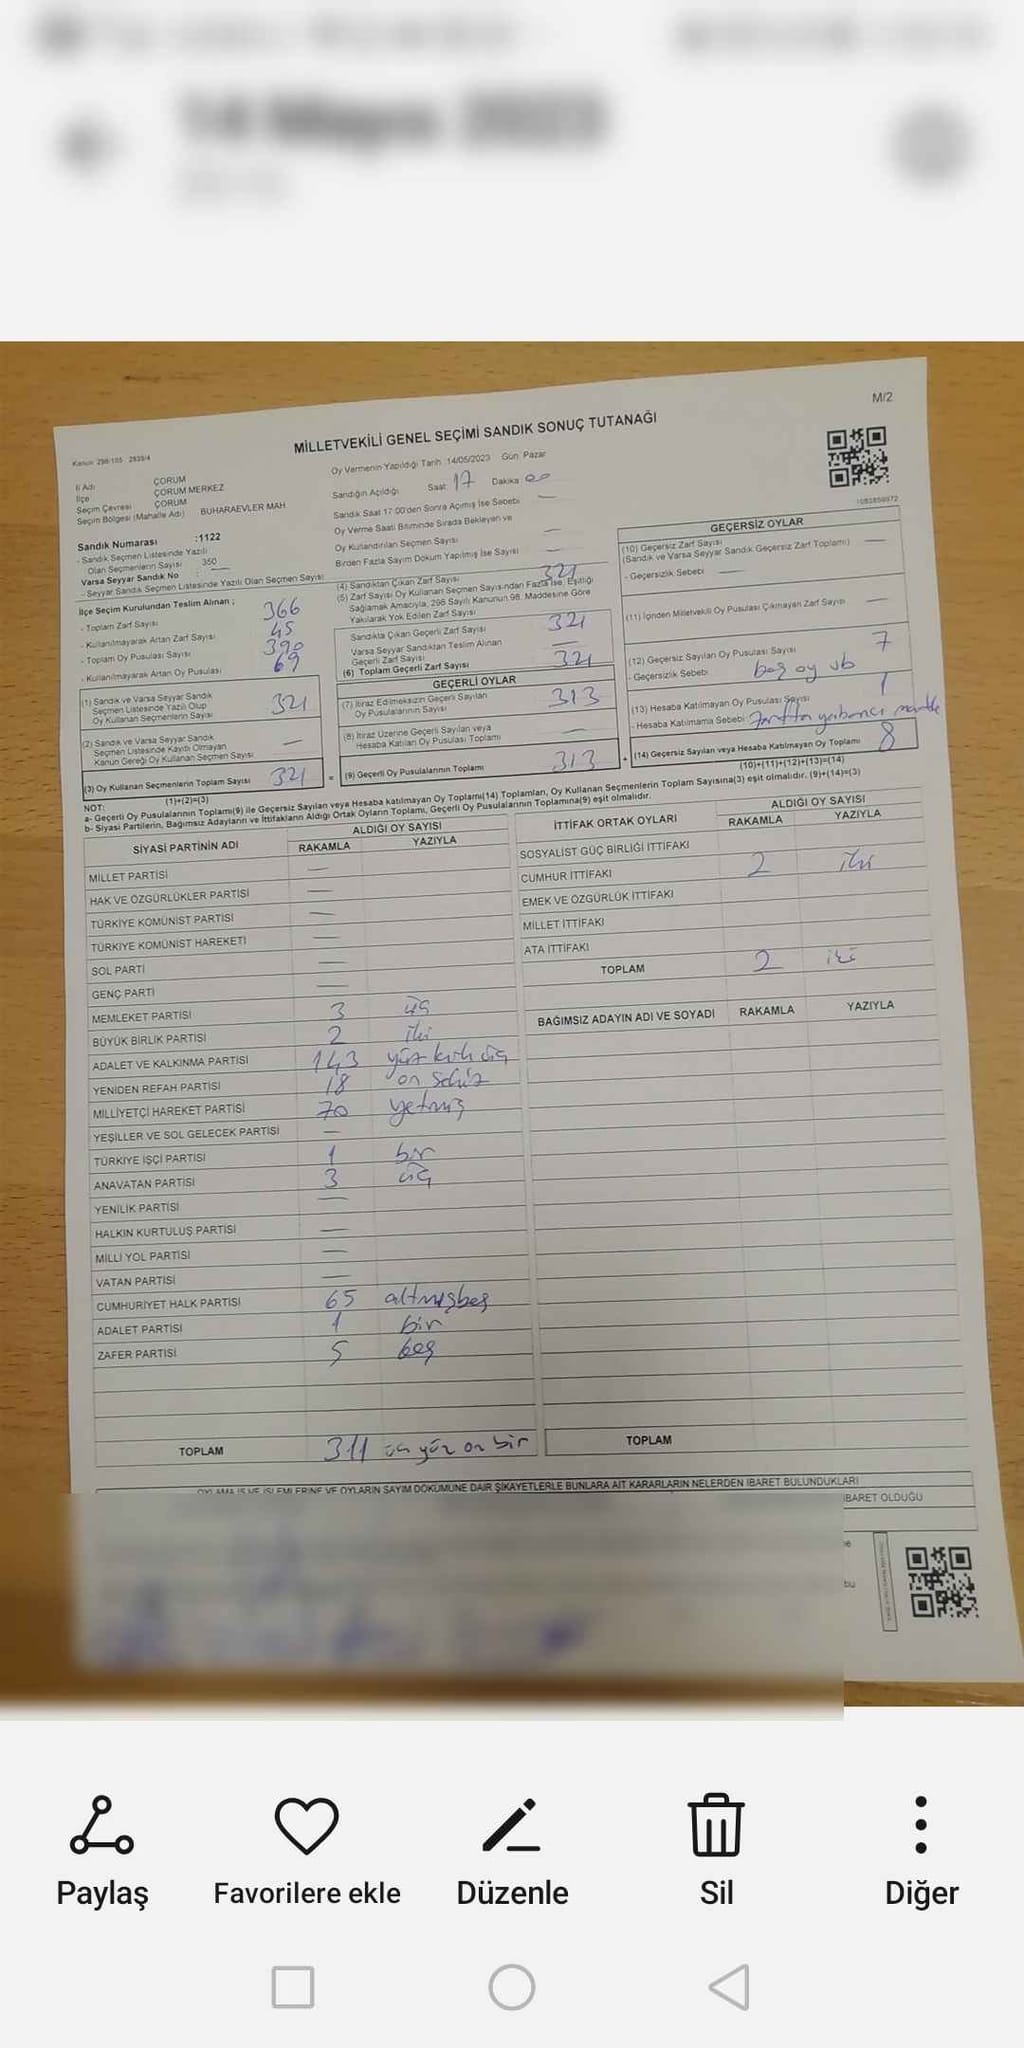 14 Mayıs 2023
M/2
MİLLETVEKİLİ GENEL SEÇİMİ SANDIK SONUÇ TUTANAĞI
Kanun 298/105 2839/4
Oy Vermenin Yapıldığı Tarih :14/05/2023 Gün Pazar
İl Adı ÇORUM
İlçe ÇORUM MERKEZ
Seçim Çevresi ÇORUM
Seçim Bölgesi (Mahalle Adı) BUHARAEVLER MAH
Sandık Numarası :1122
- Sandık Seçmen Listesinde Yazılı
Olan Seçmenlerin Sayısı 350
Varsa Seyyar Sandık No
- Seyyar Sandık Seçmen Listesinde Yazılı Olan Seçmen Sayısı
Sandığın Açıldığı Saat 17 Dakika 00
Sandık Saat 17:00'den Sonra Açılmış İse Sebebi —
Oy Verme Saati Bitiminde Sırada Bekleyen ve
Oy Kullandırılan Seçmen Sayısı —
Birden Fazla Sayım Döküm Yapılmış İse Sayısı —
İlçe Seçim Kurulundan Teslim Alınan ;
- Toplam Zarf Sayısı 366
- Kullanılmayarak Artan Zarf Sayısı 45
- Toplam Oy Pusulası Sayısı 390
- Kullanılmayarak Artan Oy Pusulası 69
(1) Sandık ve Varsa Seyyar Sandık
Seçmen Listesinde Yazılı Olup
Oy Kullanan Seçmenlerin Sayısı 321
(2) Sandık ve Varsa Seyyar Sandık
Seçmen Listesinde Kayıtlı Olmayan
Kanun Gereği Oy Kullanan Seçmen Sayısı —
(3) Oy Kullanan Seçmenlerin Toplam Sayısı 321 =
(1)+(2)=(3)
(4) Sandıktan Çıkan Zarf Sayısı 321
(5) Zarf Sayısı Oy Kullanan Seçmen Sayısından Fazla İse, Eşitliği
Sağlamak Amacıyla, 298 Sayılı Kanunun 98. Maddesine Göre
Yakılarak Yok Edilen Zarf Sayısı
Sandıkta Çıkan Geçerli Zarf Sayısı 321
Varsa Seyyar Sandıktan Teslim Alınan
Geçerli Zarf Sayısı —
(6) Toplam Geçerli Zarf Sayısı 321
GEÇERLİ OYLAR
(7) İtiraz Edilmeksizin Geçerli Sayılan
Oy Pusulalarının Sayısı 313
(8) İtiraz Üzerine Geçerli Sayılan veya
Hesaba Katılan Oy Pusulası Toplamı —
(9) Geçerli Oy Pusulalarının Toplamı 313 +
GEÇERSİZ OYLAR
(10) Geçersiz Zarf Sayısı
(Sandık ve Varsa Seyyar Sandık Geçersiz Zarf Toplamı) —
- Geçersizlik Sebebi —
(11) İçinden Milletvekili Oy Pusulası Çıkmayan Zarf Sayısı —
(12) Geçersiz Sayılan Oy Pusulası Sayısı 7
- Geçersizlik Sebebi boş oy vb
(13) Hesaba Katılmayan Oy Pusulası Sayısı 1
- Hesaba Katılmama Sebebi: zarfta yabancı madde
(14) Geçersiz Sayılan veya Hesaba Katılmayan Oy Toplamı 8
(10)+(11)+(12)+(13)=(14)
NOT:
a- Geçerli Oy Pusulalarının Toplamı(9) ile Geçersiz Sayılan veya Hesaba katılmayan Oy Toplamı(14) Toplamları, Oy Kullanan Seçmenlerin Toplam Sayısına(3) eşit olmalıdır. (9)+(14)=(3)
b- Siyasi Partilerin, Bağımsız Adayların ve İttifakların Aldığı Ortak Oyların Toplamı, Geçerli Oy Pusulalarının Toplamına(9) eşit olmalıdır.
SİYASİ PARTİNİN ADI ALDIĞI OY SAYISI
RAKAMLA YAZIYLA
MİLLET PARTİSİ —
HAK VE ÖZGÜRLÜKLER PARTİSİ —
TÜRKİYE KOMÜNİST PARTİSİ —
TÜRKİYE KOMÜNİST HAREKETİ —
SOL PARTİ —
GENÇ PARTİ —
MEMLEKET PARTİSİ 3 üç
BÜYÜK BİRLİK PARTİSİ 2 iki
ADALET VE KALKINMA PARTİSİ 143 yüz kırk üç
YENİDEN REFAH PARTİSİ 18 on sekiz
MİLLİYETÇİ HAREKET PARTİSİ 70 yetmiş
YEŞİLLER VE SOL GELECEK PARTİSİ —
TÜRKİYE İŞÇİ PARTİSİ 1 bir
ANAVATAN PARTİSİ 3 üç
YENİLİK PARTİSİ —
HALKIN KURTULUŞ PARTİSİ —
MİLLİ YOL PARTİSİ —
VATAN PARTİSİ —
CUMHURİYET HALK PARTİSİ 65 altmışbeş
ADALET PARTİSİ 1 bir
ZAFER PARTİSİ 5 beş
TOPLAM 311 üç yüz on bir
İTTİFAK ORTAK OYLARI ALDIĞI OY SAYISI
RAKAMLA YAZIYLA
SOSYALİST GÜÇ BİRLİĞİ İTTİFAKI
CUMHUR İTTİFAKI 2 iki
EMEK VE ÖZGÜRLÜK İTTİFAKI
MİLLET İTTİFAKI
ATA İTTİFAKI
TOPLAM 2 iki
BAĞIMSIZ ADAYIN ADI VE SOYADI RAKAMLA YAZIYLA
TOPLAM
OYLAMA İŞ VE İŞLEMLERİNE VE OYLARIN SAYIM DÖKÜMÜNE DAİR ŞİKAYETLERLE BUNLARA AİT KARARLARIN NELERDEN İBARET BULUNDUKLARI
İBARET OLDUĞU
Paylaş
Favorilere ekle
Düzenle
Sil
Diğer